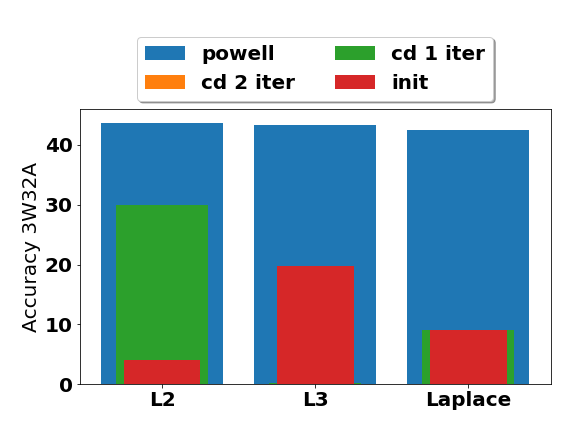 powell
cd 2 iter
cd 1 iter
init
Accuracy 3W32A
40
30
20
10
0
L2
L3
Laplace